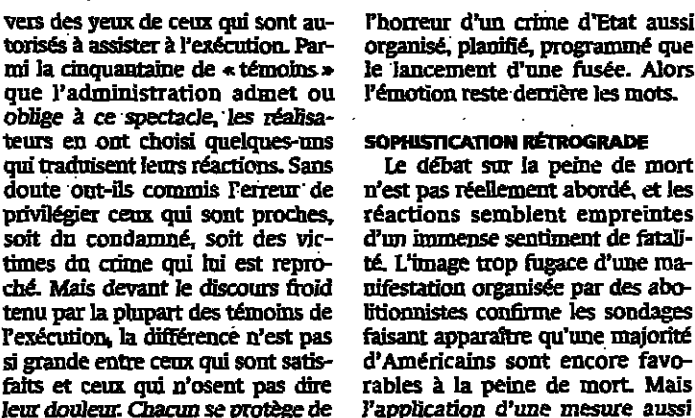 vers des yeux de ceux qui sont au-
torisés à assister à l'exécution. Par-
mi la cinquantaine de « témoins »
que l'administration admet ou
oblige à ce spectacle, les réalisa-
teurs en ont choisi quelques-uns
qui traduisent leurs réactions. Sans
doute ont-ils commis l'erreur de
privilégier ceux qui sont proches,
soit du condamné, soit des vic-
times du crime qui lui est repro-
ché. Mais devant le discours froid
tenu par la plupart des témoins de
l'exécution, la différence n'est pas
si grande entre ceux qui sont satis-
faits et ceux qui n'osent pas dire
leur douleur. Chacun se protège de
l'horreur d'un crime d'Etat aussi
organisé, planifié, programmé que
le lancement d'une fusée. Alors
l'émotion reste derrière les mots.
SOPHISTICATION RÉTROGRADE
Le débat sur la peine de mort
n'est pas réellement abordé, et les
réactions semblent empreintes
d'un immense sentiment de fatali-
té. L'image trop fugace d'une ma-
nifestation organisée par des abo-
litionnistes confirme les sondages
faisant apparaître qu'une majorité
d'Américains sont encore favo-
rables à la peine de mort. Mais
l'application d'une mesure aussi